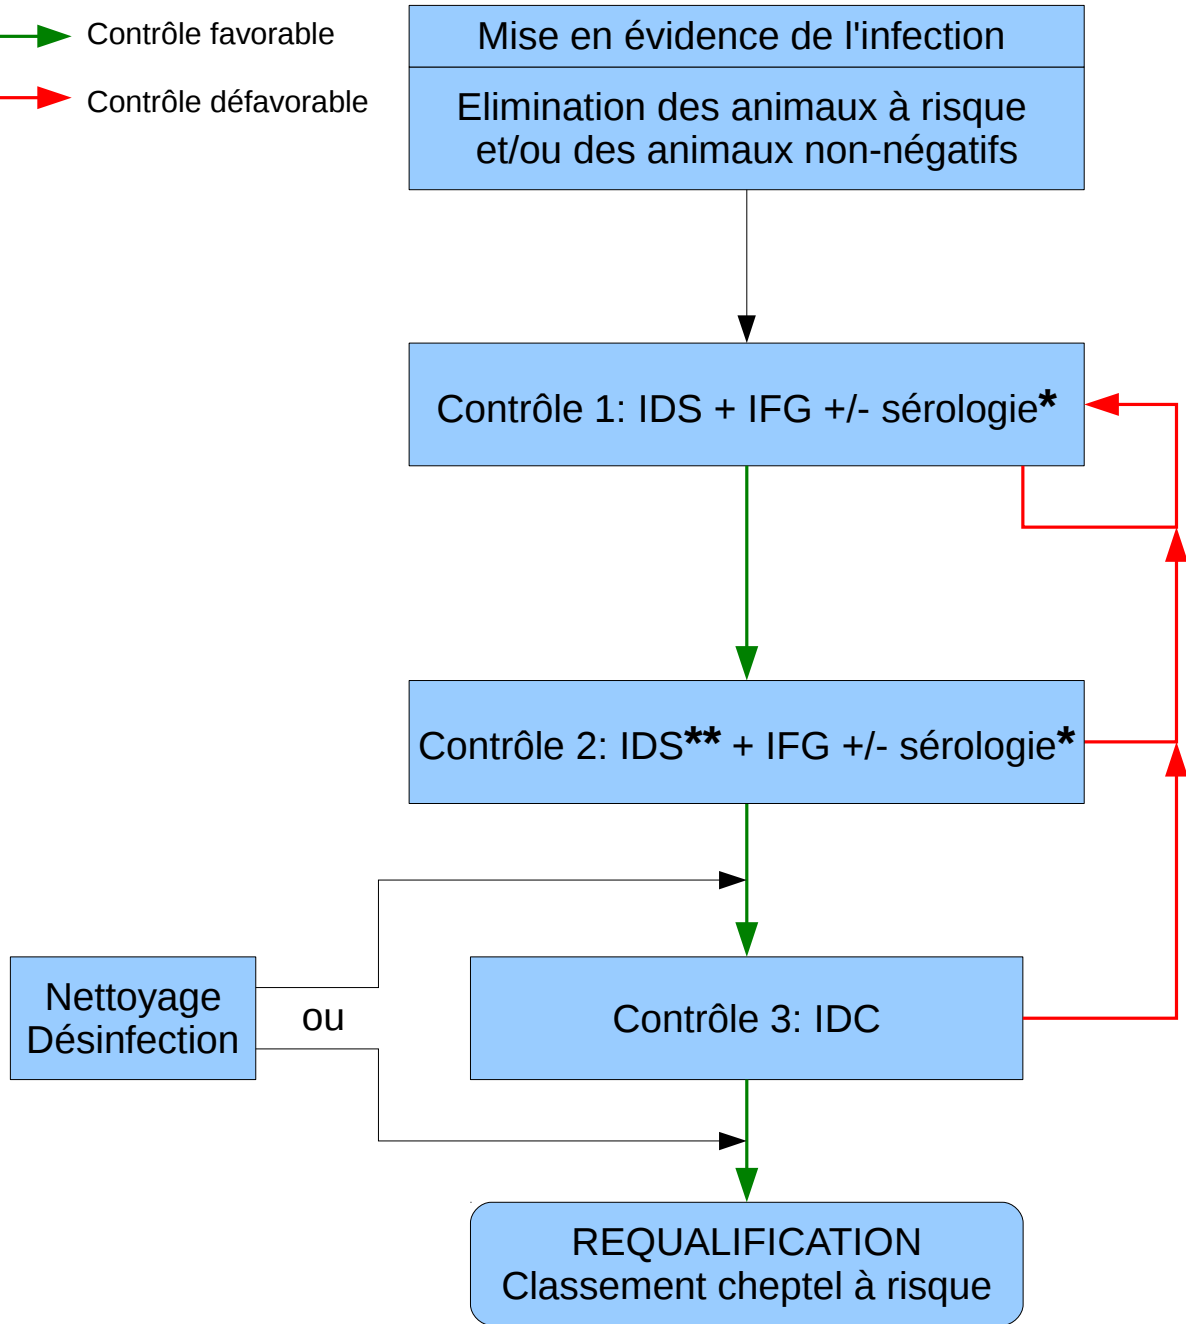 Contrôle favorable
Contrôle défavorable
Mise en évidence de l'infection
Elimination des animaux à risque
et/ou des animaux non-négatifs
Contrôle 1: IDS + IFG +/- sérologie*
Contrôle 2: IDS** + IFG +/- sérologie*
Nettoyage
Désinfection
ou
Contrôle 3: IDC
REQUALIFICATION
Classement cheptel à risque